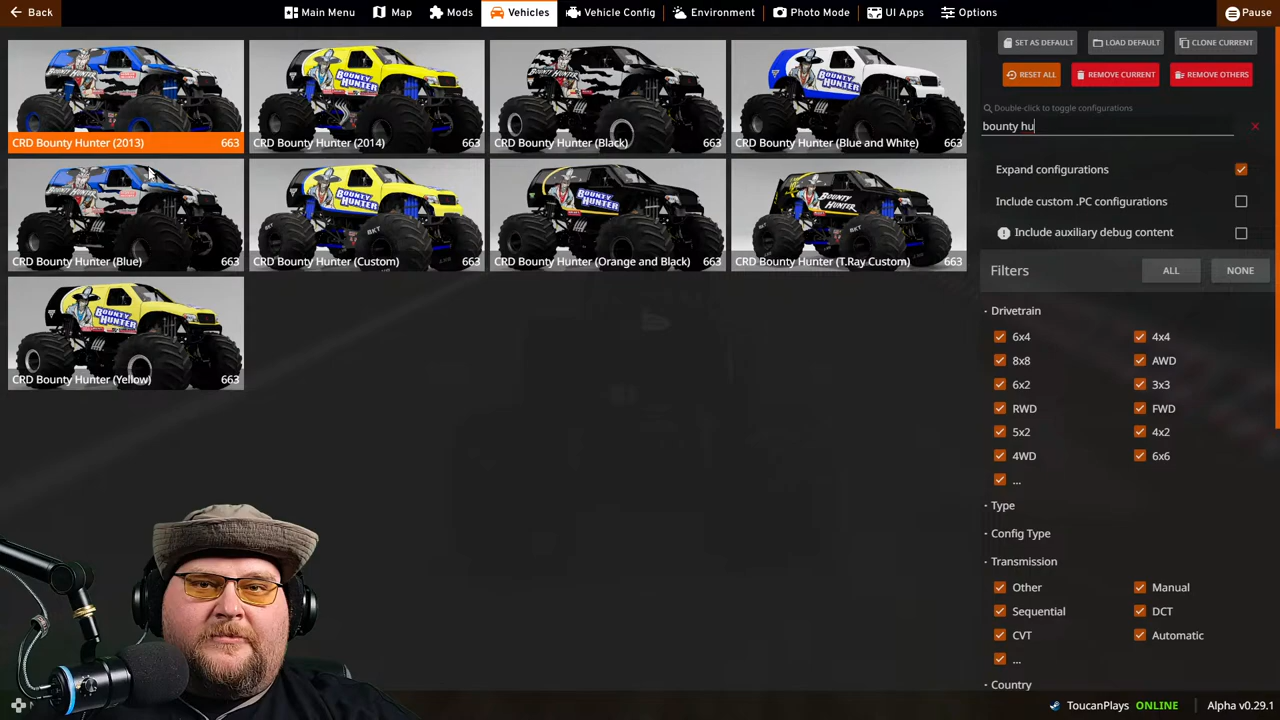 Back
Main Menu
Map
Mods
Vehicles
Vehicle Config
Environment
Photo Mode
UI Apps
Options
Pause
SET AS DEFAULT
LOAD DEFAULT
CLONE CURRENT
RESET ALL
REMOVE CURRENT
REMOVE OTHERS
Double-click to toggle configurations
bounty hu
Expand configurations
Include custom .PC configurations
Include auxiliary debug content
Filters
ALL
NONE
- Drivetrain
6x4
4x4
8x8
AWD
6x2
3x3
RWD
FWD
5x2
4x2
4WD
6x6
...
- Type
- Config Type
- Transmission
Other
Manual
Sequential
DCT
CVT
Automatic
...
- Country
CRD Bounty Hunter (2013) 663
CRD Bounty Hunter (2014) 663
CRD Bounty Hunter (Black) 663
CRD Bounty Hunter (Blue and White) 663
CRD Bounty Hunter (Blue) 663
CRD Bounty Hunter (Custom) 663
CRD Bounty Hunter (Orange and Black) 663
CRD Bounty Hunter (T.Ray Custom) 663
CRD Bounty Hunter (Yellow) 663
ToucanPlays ONLINE
Alpha v0.29.1